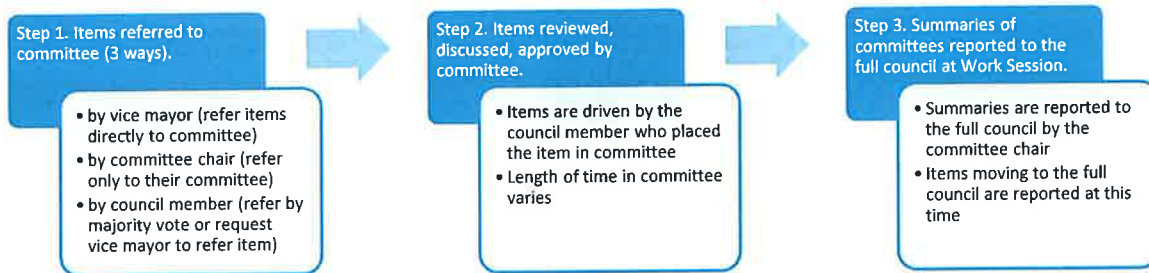 Step 1. Items referred to
committee (3 ways).
• by vice mayor (refer items
directly to committee)
• by committee chair (refer
only to their committee)
• by council member (refer by
majority vote or request
vice mayor to refer item)
Step 2. Items reviewed,
discussed, approved by
committee.
• Items are driven by the
council member who placed
the item in committee
• Length of time in committee
varies
Step 3. Summaries of
committees reported to the
full council at Work Session.
• Summaries are reported to
the full council by the
committee chair
• Items moving to the full
council are reported at this
time